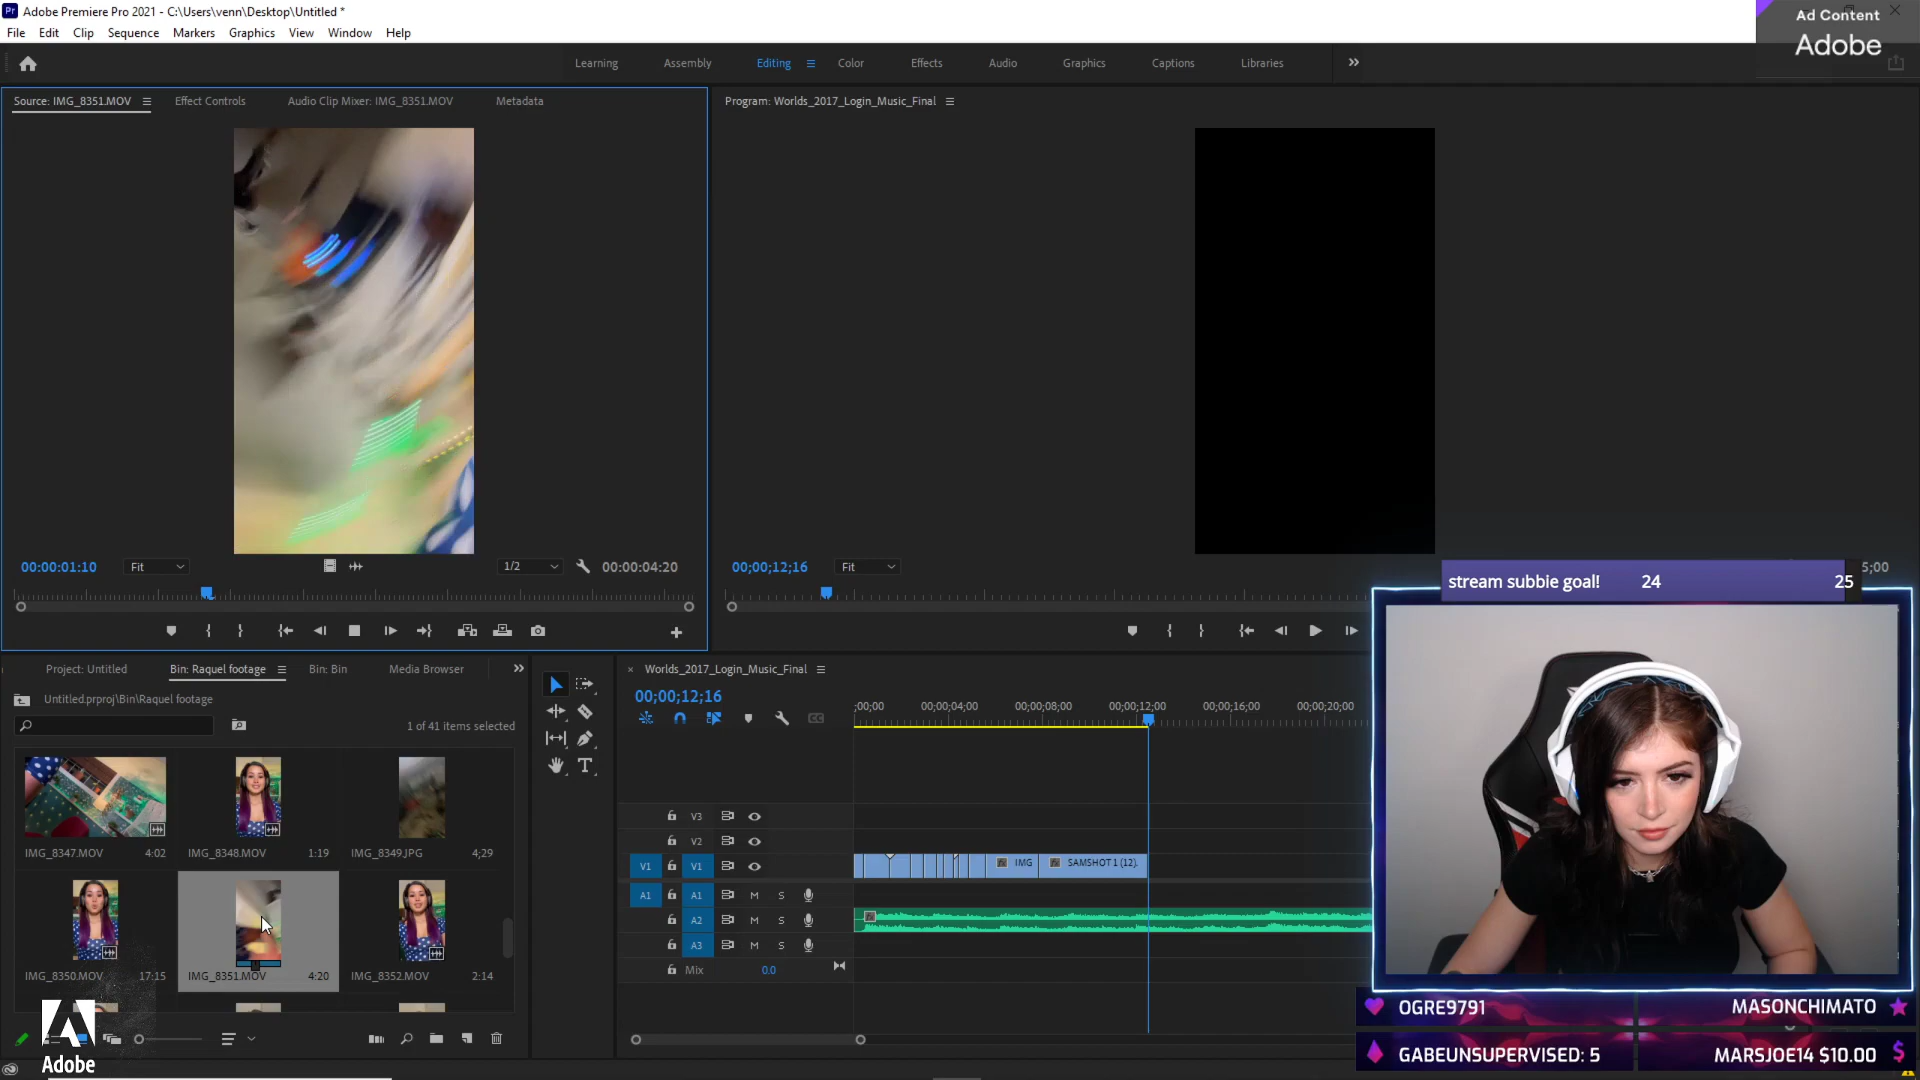 Adobe Premiere Pro 2021 - C:\Users\venn\Desktop\Untitled *
File Edit Clip Sequence Markers Graphics View Window Help
Ad Content
Adobe
Learning Assembly Editing Color Effects Audio Graphics Captions Libraries
Source: IMG_8351.MOV Effect Controls Audio Clip Mixer: IMG_8351.MOV Metadata
Program: Worlds_2017_Login_Music_Final
00:00:01:10 Fit 1/2 00:00:04:20
00;00;12;16 Fit 5;00
stream subbie goal! 24 25
Project: Untitled Bin: Raquel footage Bin: Bin Media Browser
Untitled.prproj\Bin\Raquel footage
1 of 41 items selected
IMG_8347.MOV 4:02 IMG_8348.MOV 1:19 IMG_8349.JPG 4;29
IMG_8350.MOV 17:15 IMG_8351.MOV 4:20 IMG_8352.MOV 2:14
Worlds_2017_Login_Music_Final
00;00;12;16
;00;00 00;00;04;00 00;00;08;00 00;00;12;00 00;00;16;00 00;00;20;00
V3
V2
V1 V1 IMG SAMSHOT 1 (12).
A1 A1 M S
A2 M S
A3 M S
Mix 0.0
Adobe
OGRE9791 MASONCHIMATO
GABEUNSUPERVISED: 5 MARSJOE14 $10.00